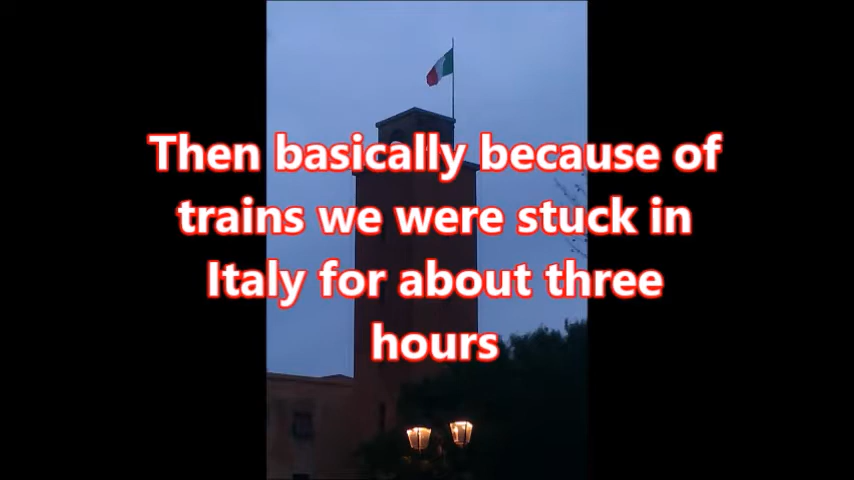 Then basically because of
trains we were stuck in
Italy for about three
hours